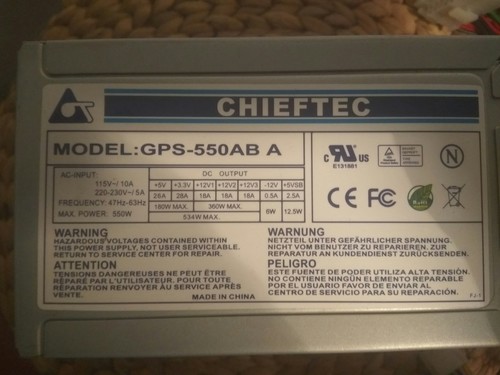 CHIEFTEC
MODEL:GPS-550AB A
AC-INPUT:
115V~/ 10A
220-230V~/ 5A
FREQUENCY: 47Hz-63Hz
MAX. POWER: 550W
DC OUTPUT
+5V +3.3V +12V1 +12V2 +12V3 -12V +5VSB
26A 28A 18A 18A 18A 0.5A 2.5A
180W MAX. 360W MAX. 6W 12.5W
534W MAX.
c UL US
E131881
N
CE FC
WARNING
HAZARDOUS VOLTAGES CONTAINED WITHIN
THIS POWER SUPPLY, NOT USER SERVICEABLE.
RETURN TO SERVICE CENTER FOR REPAIR.
ATTENTION
TENSIONS DANGEREUSES NE PEUT ÊTRE
RÉPARÉ PAR L'UTILISATEUR. POUR TOUTE
RÉPARATION RENVOYER AU SERVICE APRÈS
VENTE.
MADE IN CHINA
WARNUNG
NETZTEIL UNTER GEFÄHRLICHER SPANNUNG.
NICHT VOM BENUTZER ZU REPARIEREN. ZUR
REPARATUR AN KUNDENDIENST ZURÜCKSENDEN.
PELIGRO
ESTE FUENTE DE PODER UTILIZA ALTA TENSIÓN.
NO CONTIENE NINGÚN ELEMENTO REPARABLE
POR EL USUARIO FAVOR DE ENVIAR AL
CENTRO DE SERVICIO PARA SU REPARACIÓN.